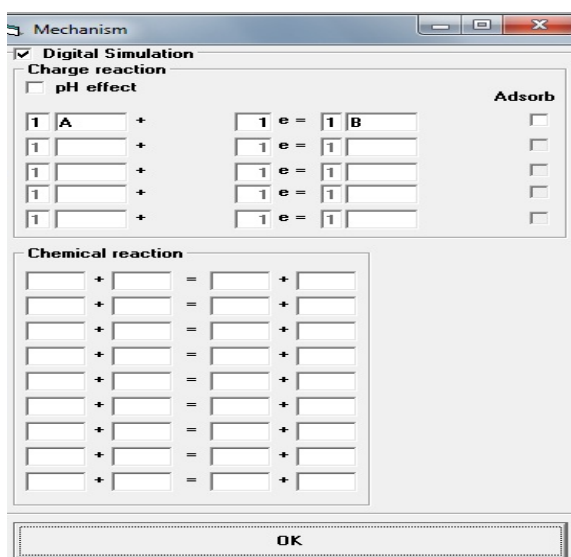 Mechanism
Digital Simulation
Charge reaction
pH effect
Adsorb
1 A + 1 e = 1 B
1 + 1 e = 1
1 + 1 e = 1
1 + 1 e = 1
1 + 1 e = 1
Chemical reaction
+ = +
+ = +
+ = +
+ = +
+ = +
+ = +
+ = +
+ = +
+ = +
OK